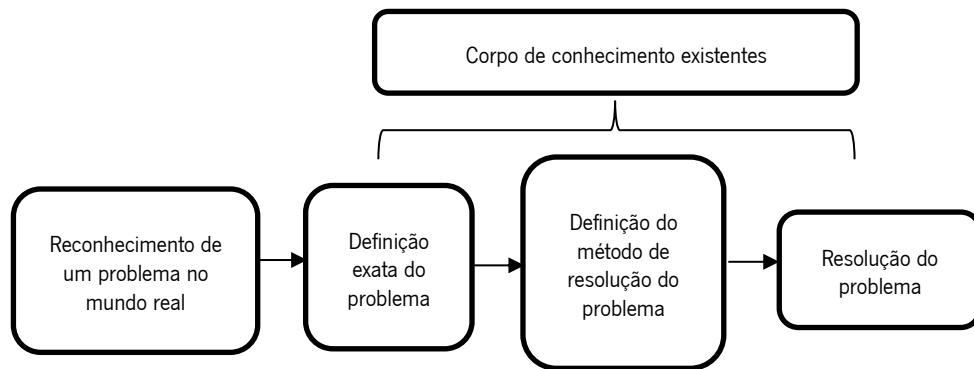 Corpo de conhecimento existentes
Reconhecimento de
um problema no
mundo real
Definição
exata do
problema
Definição do
método de
resolução do
problema
Resolução do
problema